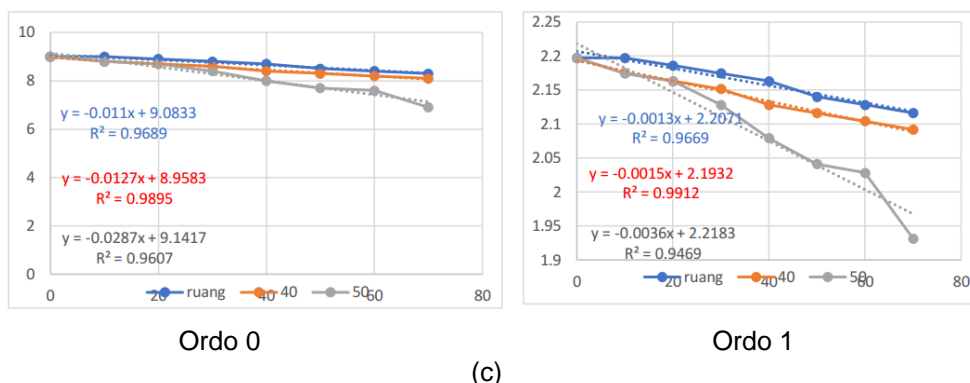 10
8
6
4
2
0
y = -0.011x + 9.0833
R² = 0.9689
y = -0.0127x + 8.9583
R² = 0.9895
y = -0.0287x + 9.1417
R² = 0.9607
0 20 40 60 80
ruang 40 50
Ordo 0
2.25
2.2
2.15
2.1
2.05
2
1.95
1.9
y = -0.0013x + 2.2071
R² = 0.9669
y = -0.0015x + 2.1932
R² = 0.9912
y = -0.0036x + 2.2183
R² = 0.9469
0 20 40 60 80
ruang 40 50
Ordo 1
(c)